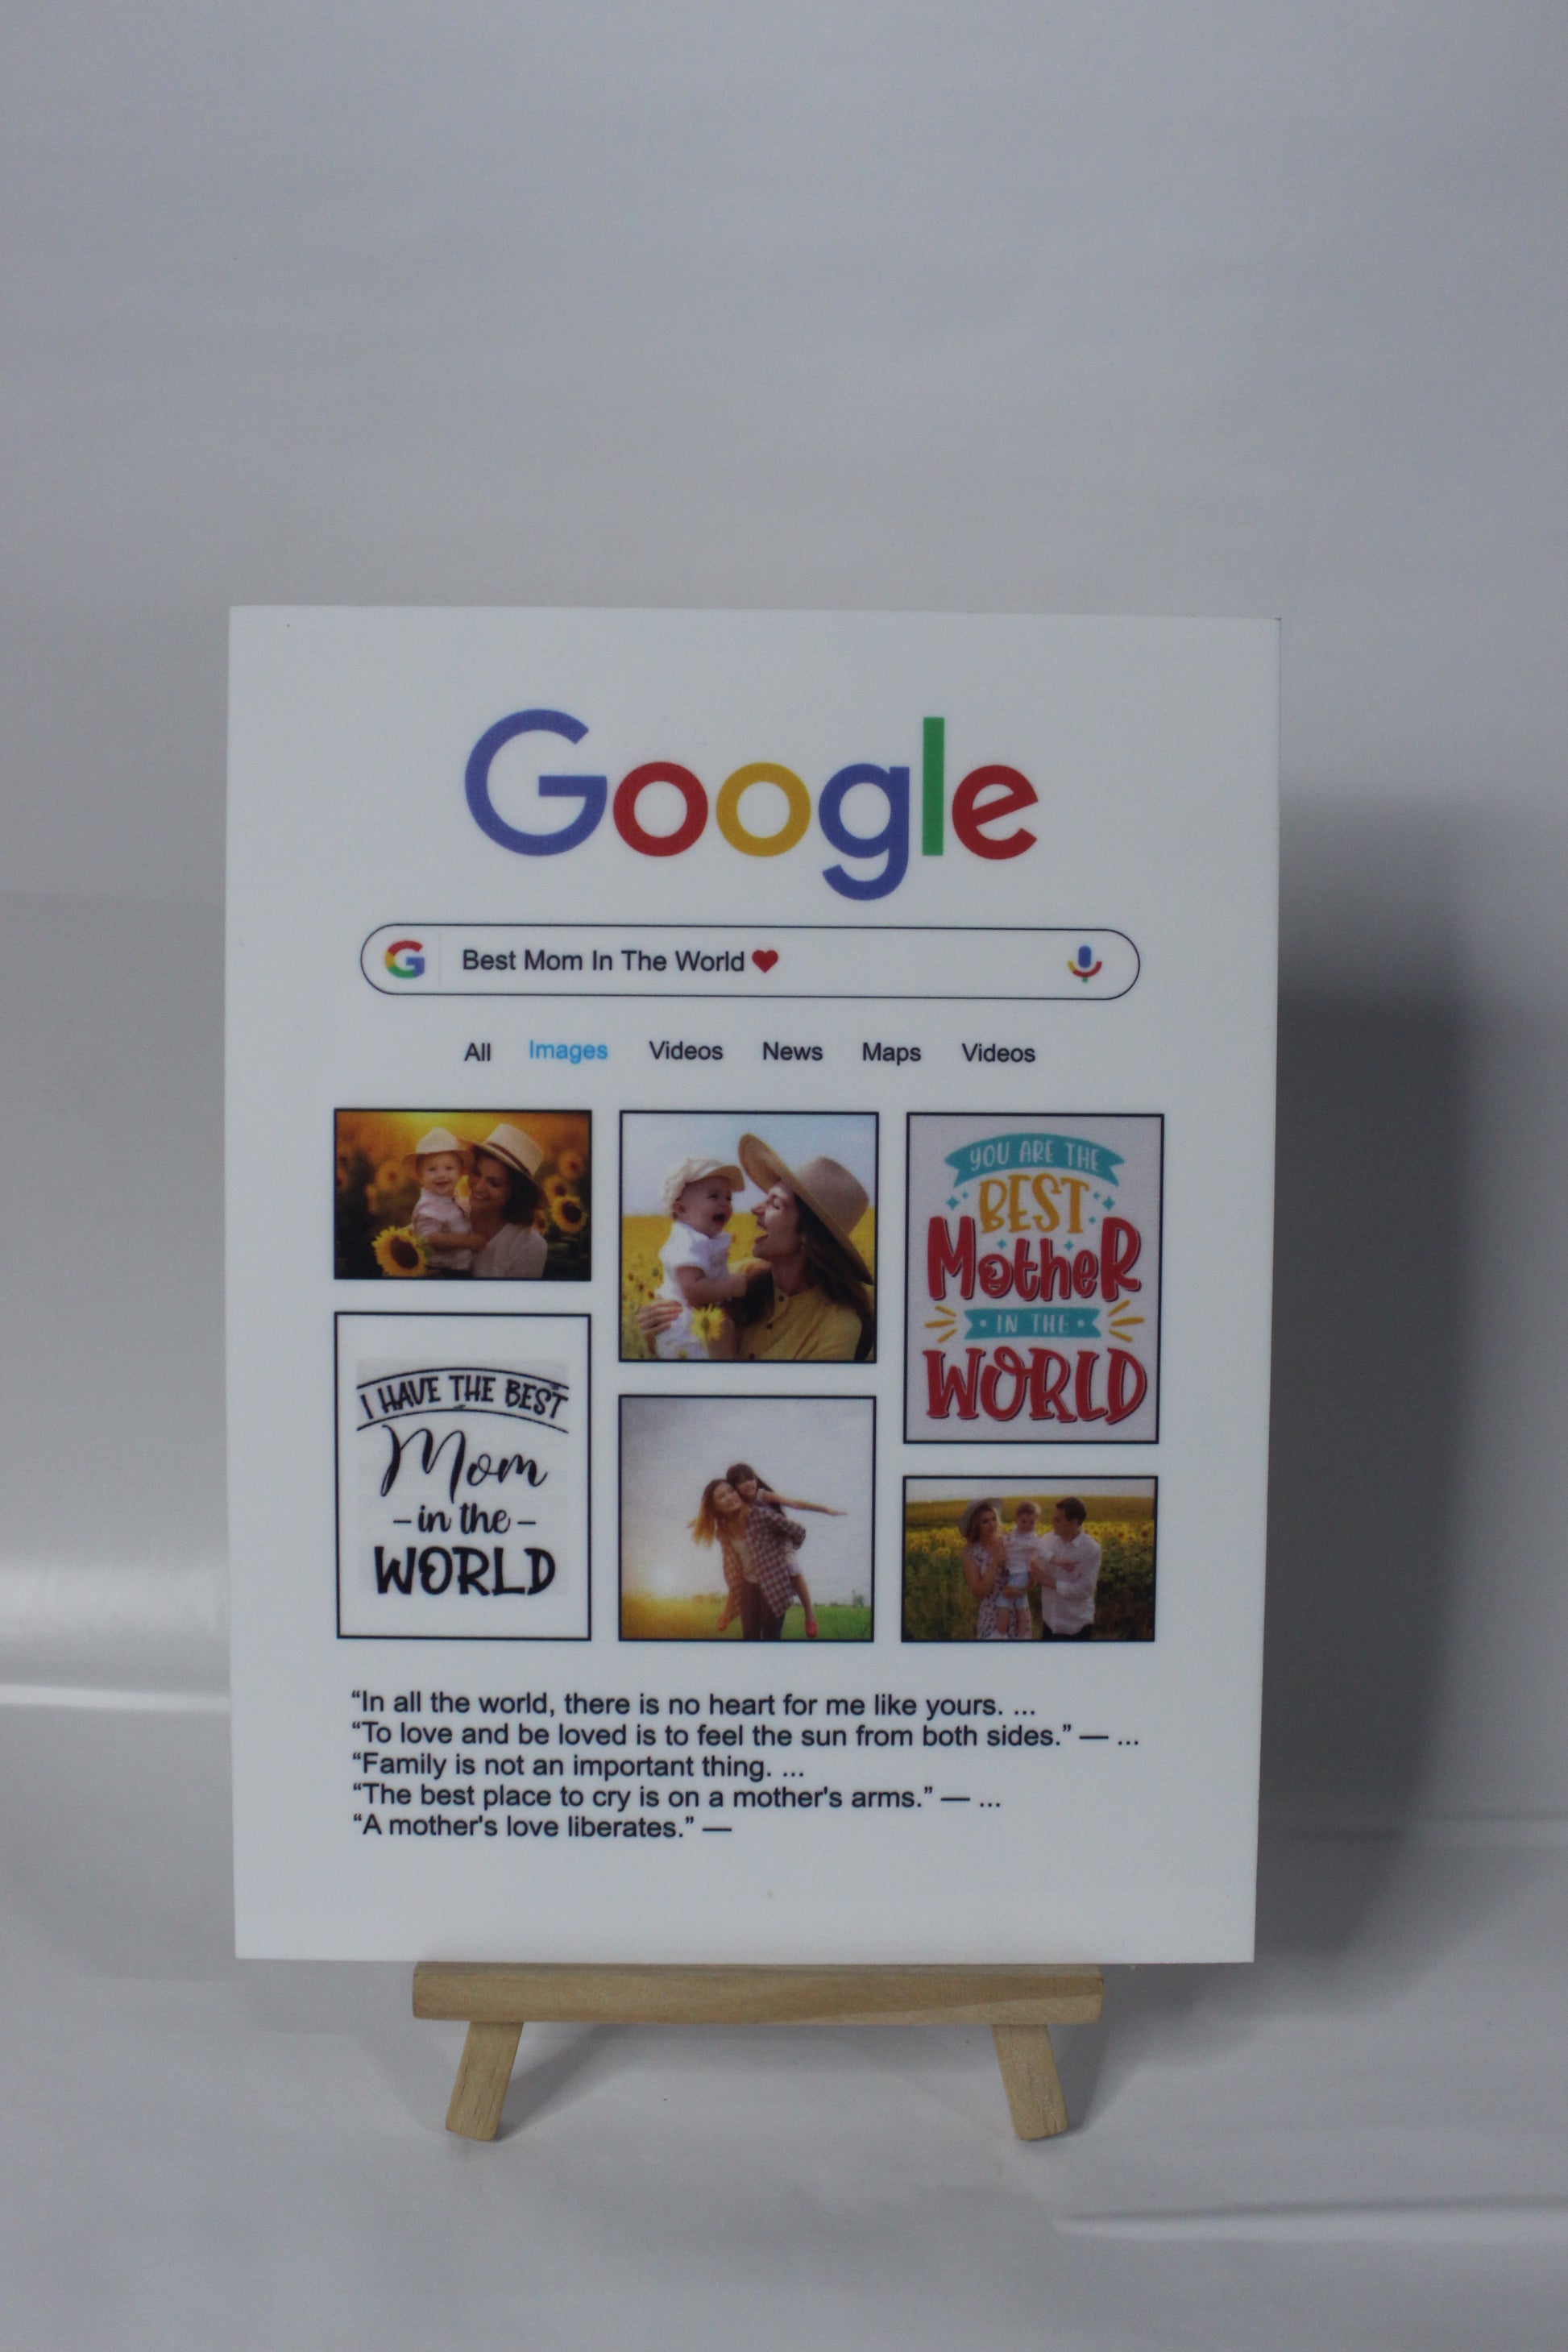 Google
G Best Mom In The World ❤
All Images Videos News Maps Videos
YOU ARE THE
BEST
MotheR
IN THE
WORLD
I HAVE THE BEST
Mom
-in the-
WORLD
“In all the world, there is no heart for me like yours. ...
“To love and be loved is to feel the sun from both sides.” — ...
“Family is not an important thing. ...
“The best place to cry is on a mother's arms.” — ...
“A mother's love liberates.” —